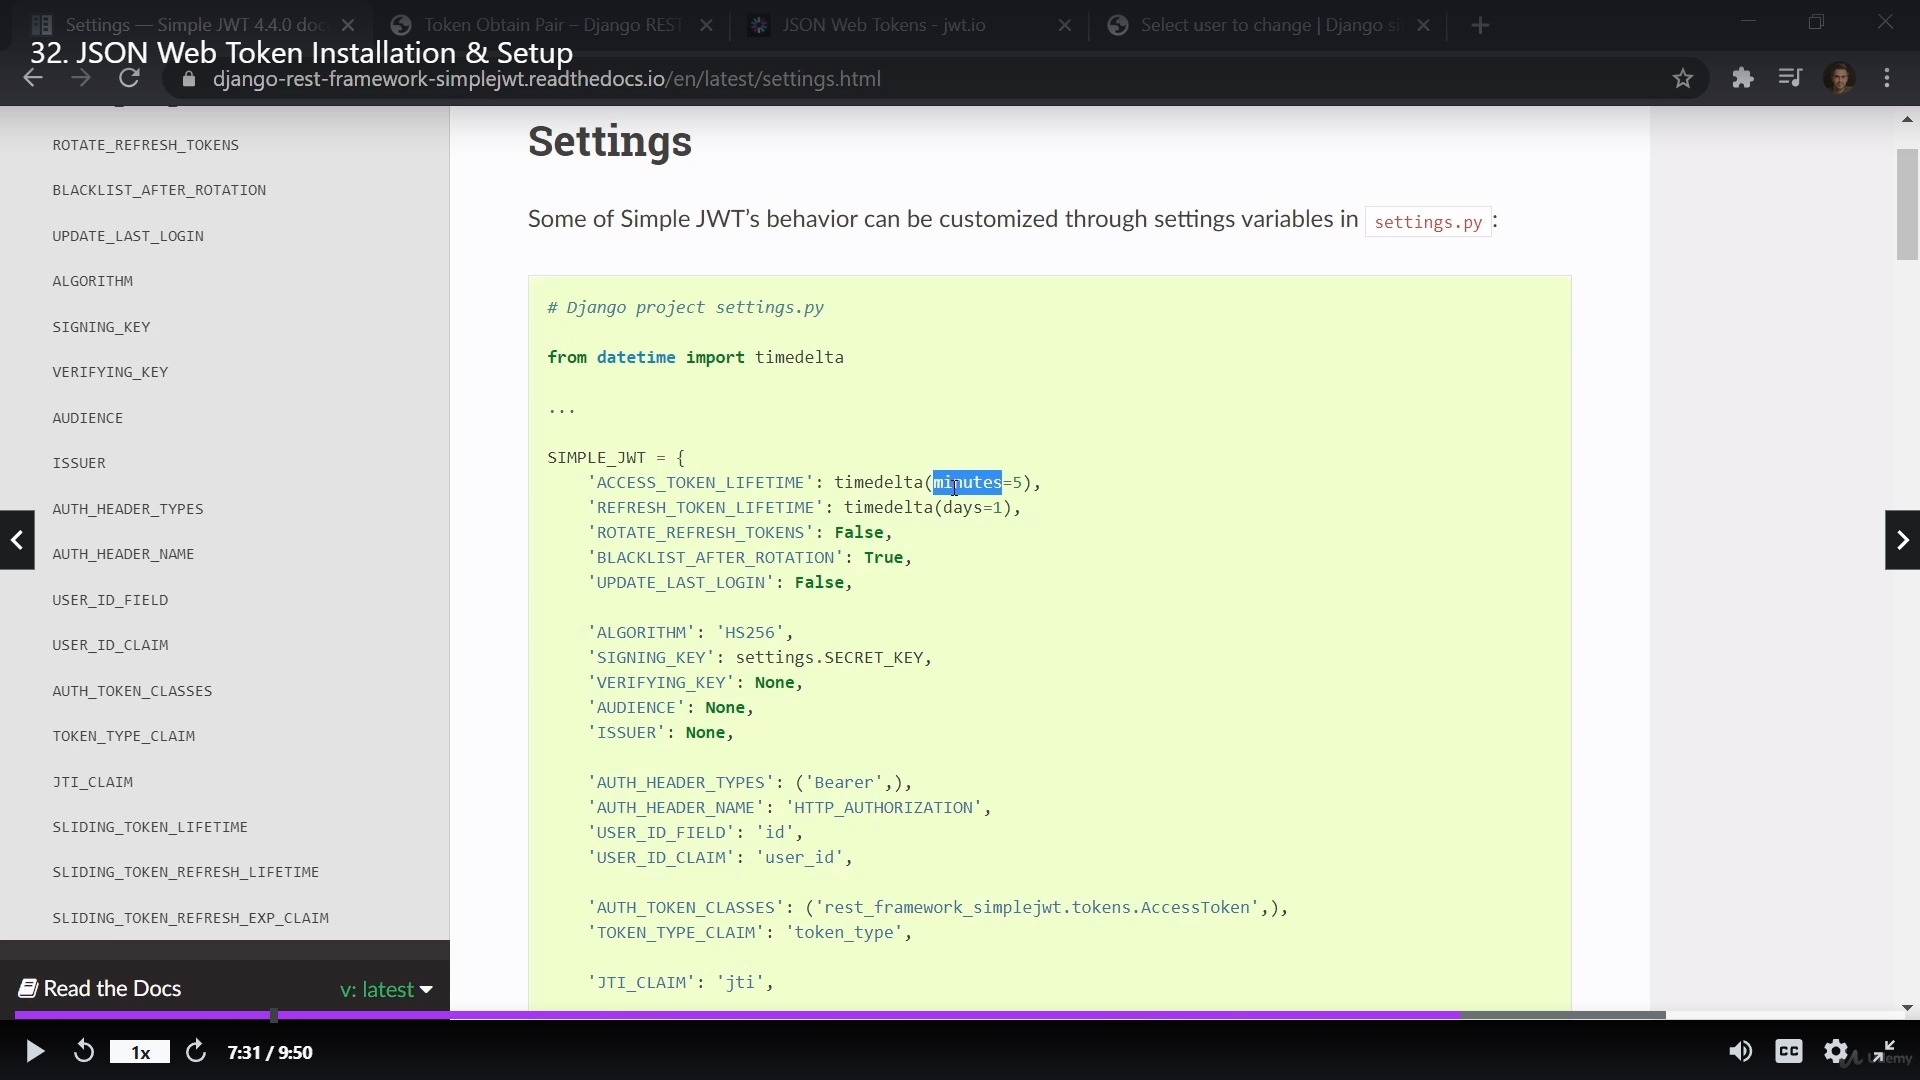 Settings — Simple JWT 4.4.0 doc
Token Obtain Pair – Django REST
JSON Web Tokens - jwt.io
Select user to change | Django si
32. JSON Web Token Installation & Setup
django-rest-framework-simplejwt.readthedocs.io/en/latest/settings.html
ROTATE_REFRESH_TOKENS
BLACKLIST_AFTER_ROTATION
UPDATE_LAST_LOGIN
ALGORITHM
SIGNING_KEY
VERIFYING_KEY
AUDIENCE
ISSUER
AUTH_HEADER_TYPES
AUTH_HEADER_NAME
USER_ID_FIELD
USER_ID_CLAIM
AUTH_TOKEN_CLASSES
TOKEN_TYPE_CLAIM
JTI_CLAIM
SLIDING_TOKEN_LIFETIME
SLIDING_TOKEN_REFRESH_LIFETIME
SLIDING_TOKEN_REFRESH_EXP_CLAIM
Read the Docs
v: latest
Settings
Some of Simple JWT’s behavior can be customized through settings variables in settings.py:
# Django project settings.py
from datetime import timedelta
...
SIMPLE_JWT = {
'ACCESS_TOKEN_LIFETIME': timedelta(minutes=5),
'REFRESH_TOKEN_LIFETIME': timedelta(days=1),
'ROTATE_REFRESH_TOKENS': False,
'BLACKLIST_AFTER_ROTATION': True,
'UPDATE_LAST_LOGIN': False,
'ALGORITHM': 'HS256',
'SIGNING_KEY': settings.SECRET_KEY,
'VERIFYING_KEY': None,
'AUDIENCE': None,
'ISSUER': None,
'AUTH_HEADER_TYPES': ('Bearer',),
'AUTH_HEADER_NAME': 'HTTP_AUTHORIZATION',
'USER_ID_FIELD': 'id',
'USER_ID_CLAIM': 'user_id',
'AUTH_TOKEN_CLASSES': ('rest_framework_simplejwt.tokens.AccessToken',),
'TOKEN_TYPE_CLAIM': 'token_type',
'JTI_CLAIM': 'jti',
1x
7:31 / 9:50
CC
Udemy